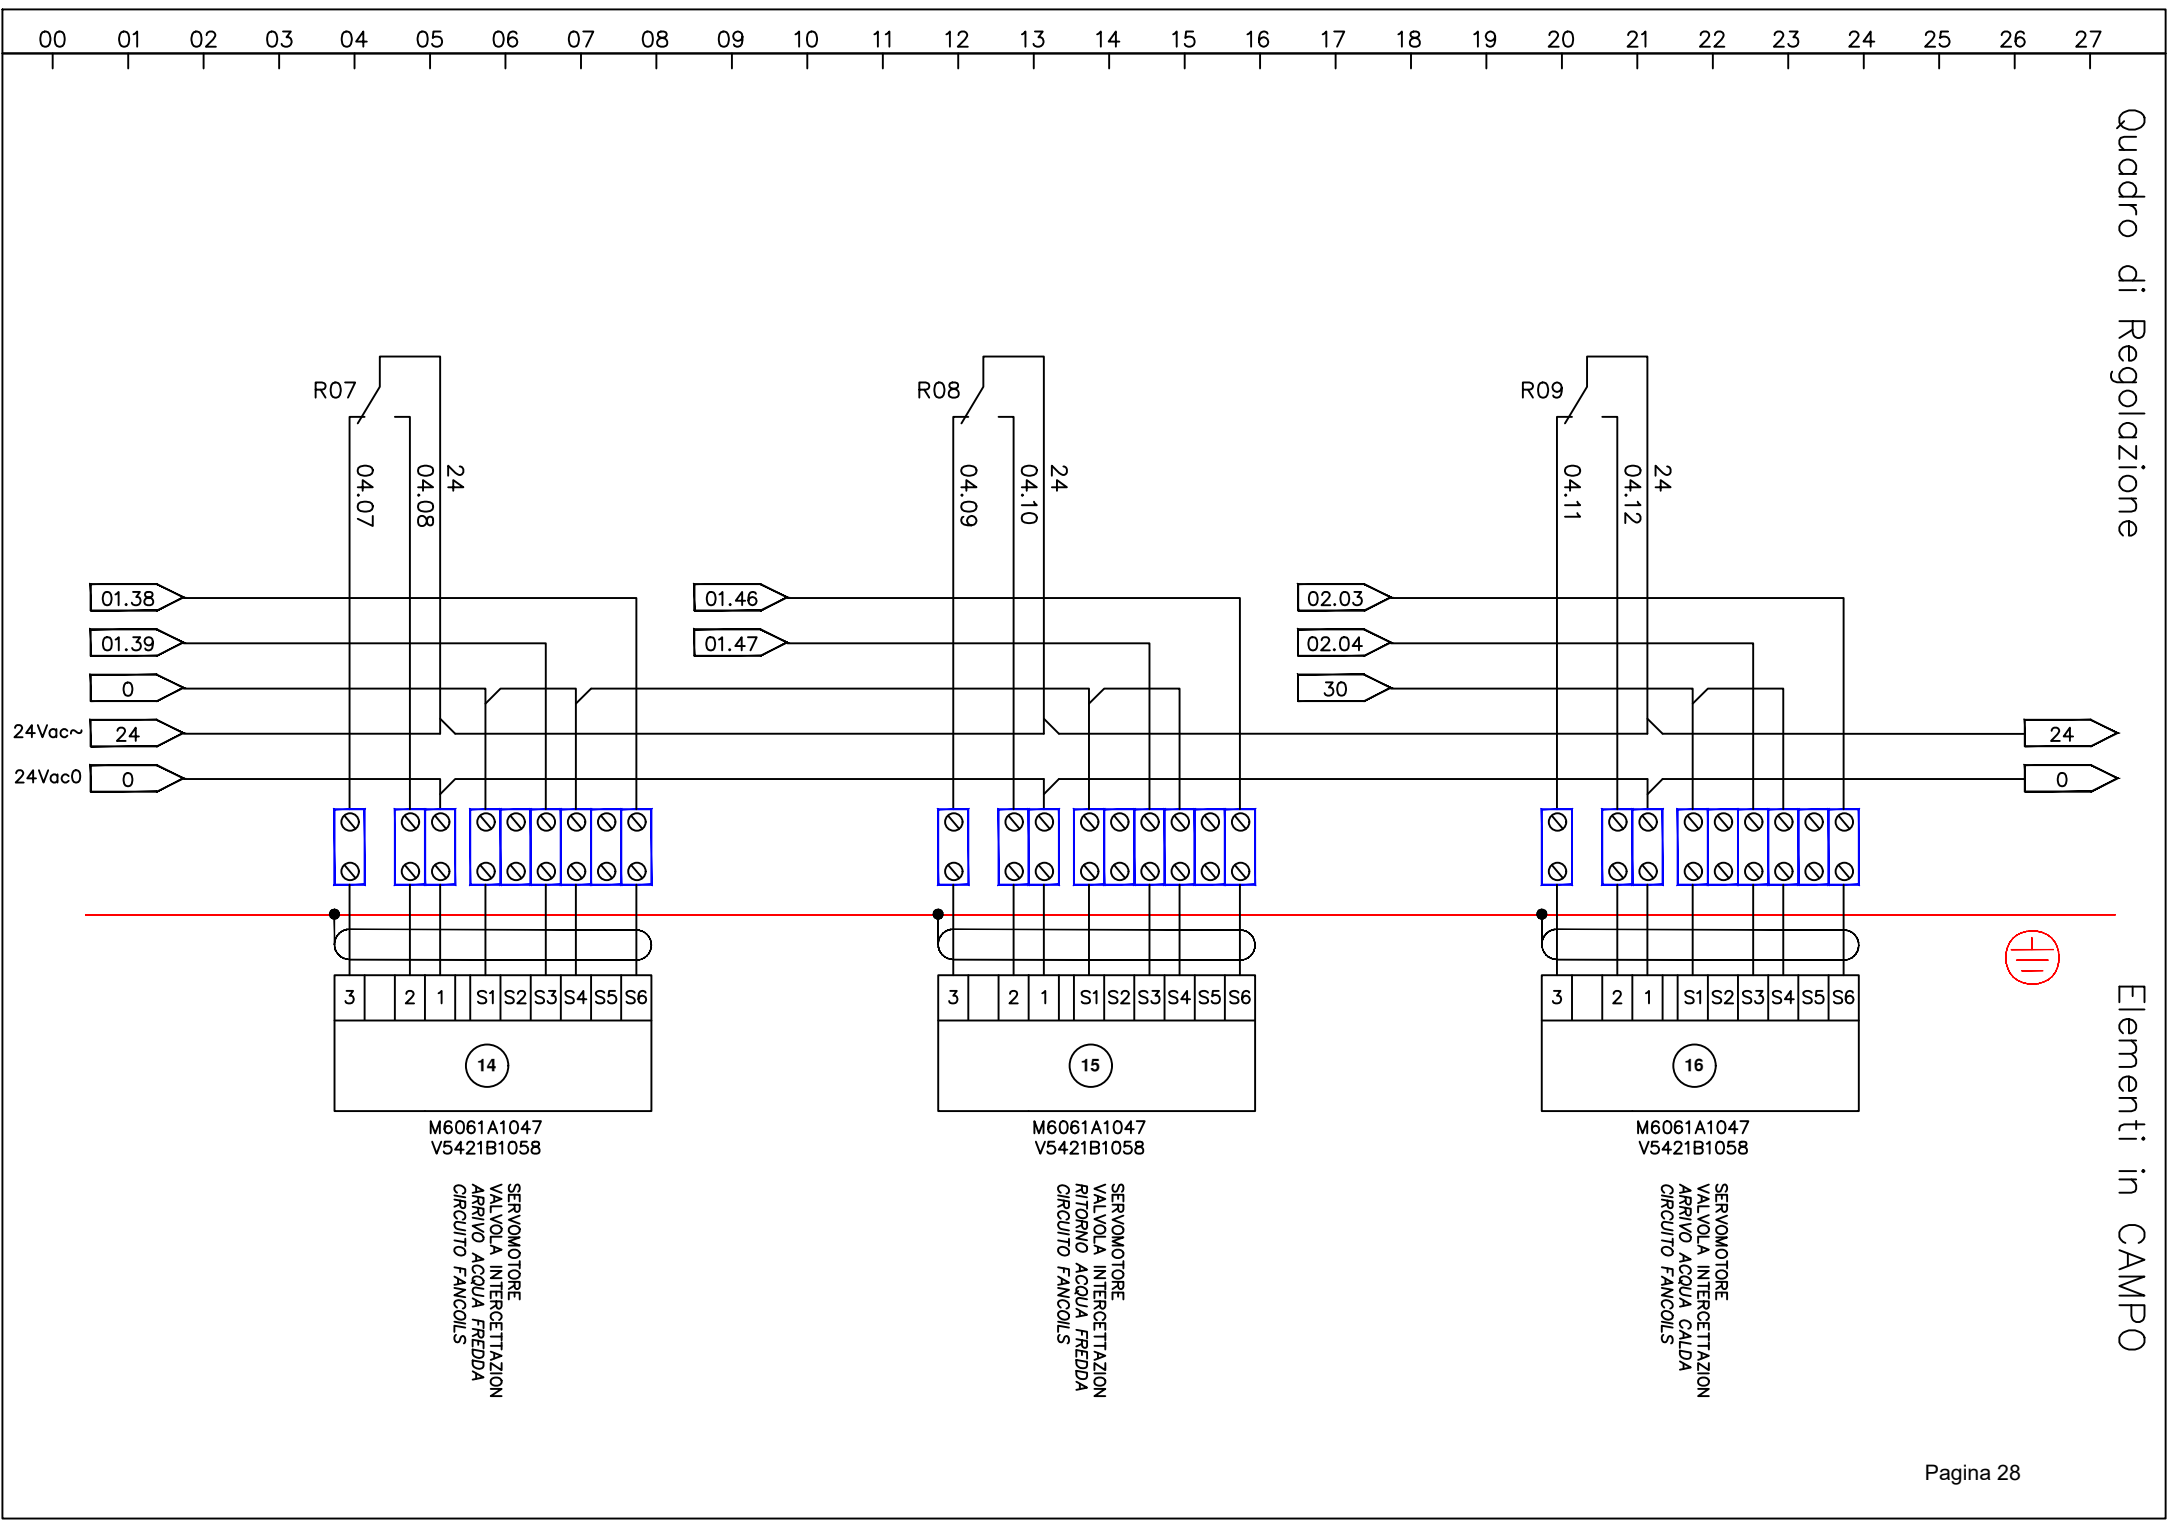 00 01 02 03 04 05 06 07 08 09 10 11 12 13 14 15 16 17 18 19 20 21 22 23 24 25 26 27
Quadro di Regolazione
R07
04.07
04.08
24
R08
04.09
04.10
24
R09
04.11
04.12
24
01.38
01.39
0
24Vac~ 24
24Vac0 0
01.46
01.47
02.03
02.04
30
24
0
3 2 1 S1 S2 S3 S4 S5 S6
14
M6061A1047
V5421B1058
SERVOMOTORE
VALVOLA INTERCETTAZION
ARRIVO ACQUA FREDDA
CIRCUITO FANCOILS
3 2 1 S1 S2 S3 S4 S5 S6
15
M6061A1047
V5421B1058
SERVOMOTORE
VALVOLA INTERCETTAZION
RITORNO ACQUA FREDDA
CIRCUITO FANCOILS
3 2 1 S1 S2 S3 S4 S5 S6
16
M6061A1047
V5421B1058
SERVOMOTORE
VALVOLA INTERCETTAZION
ARRIVO ACQUA CALDA
CIRCUITO FANCOILS
Elementi in CAMPO
Pagina 28